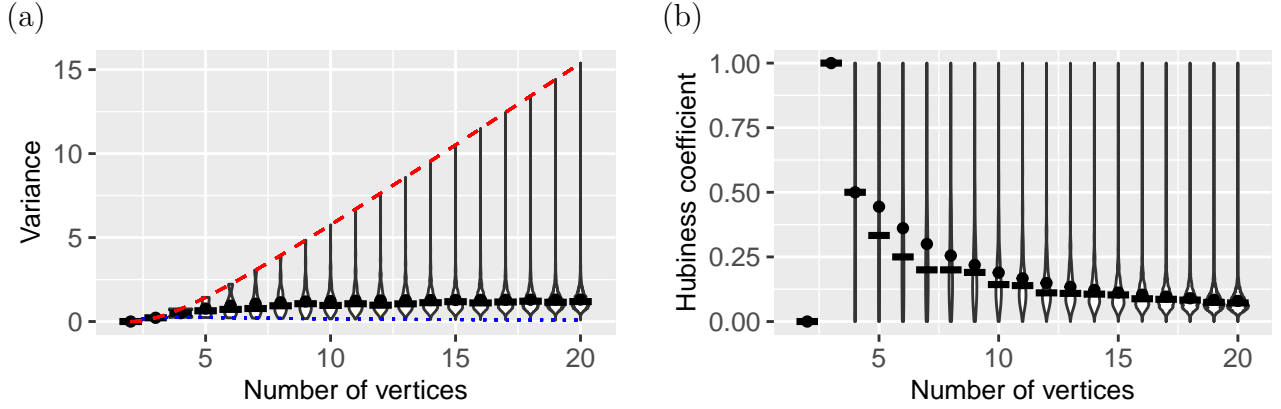 (a)
Variance
15
10
5
0
5 10 15 20
Number of vertices
(b)
Hubiness coefficient
1.00
0.75
0.50
0.25
0.00
5 10 15 20
Number of vertices